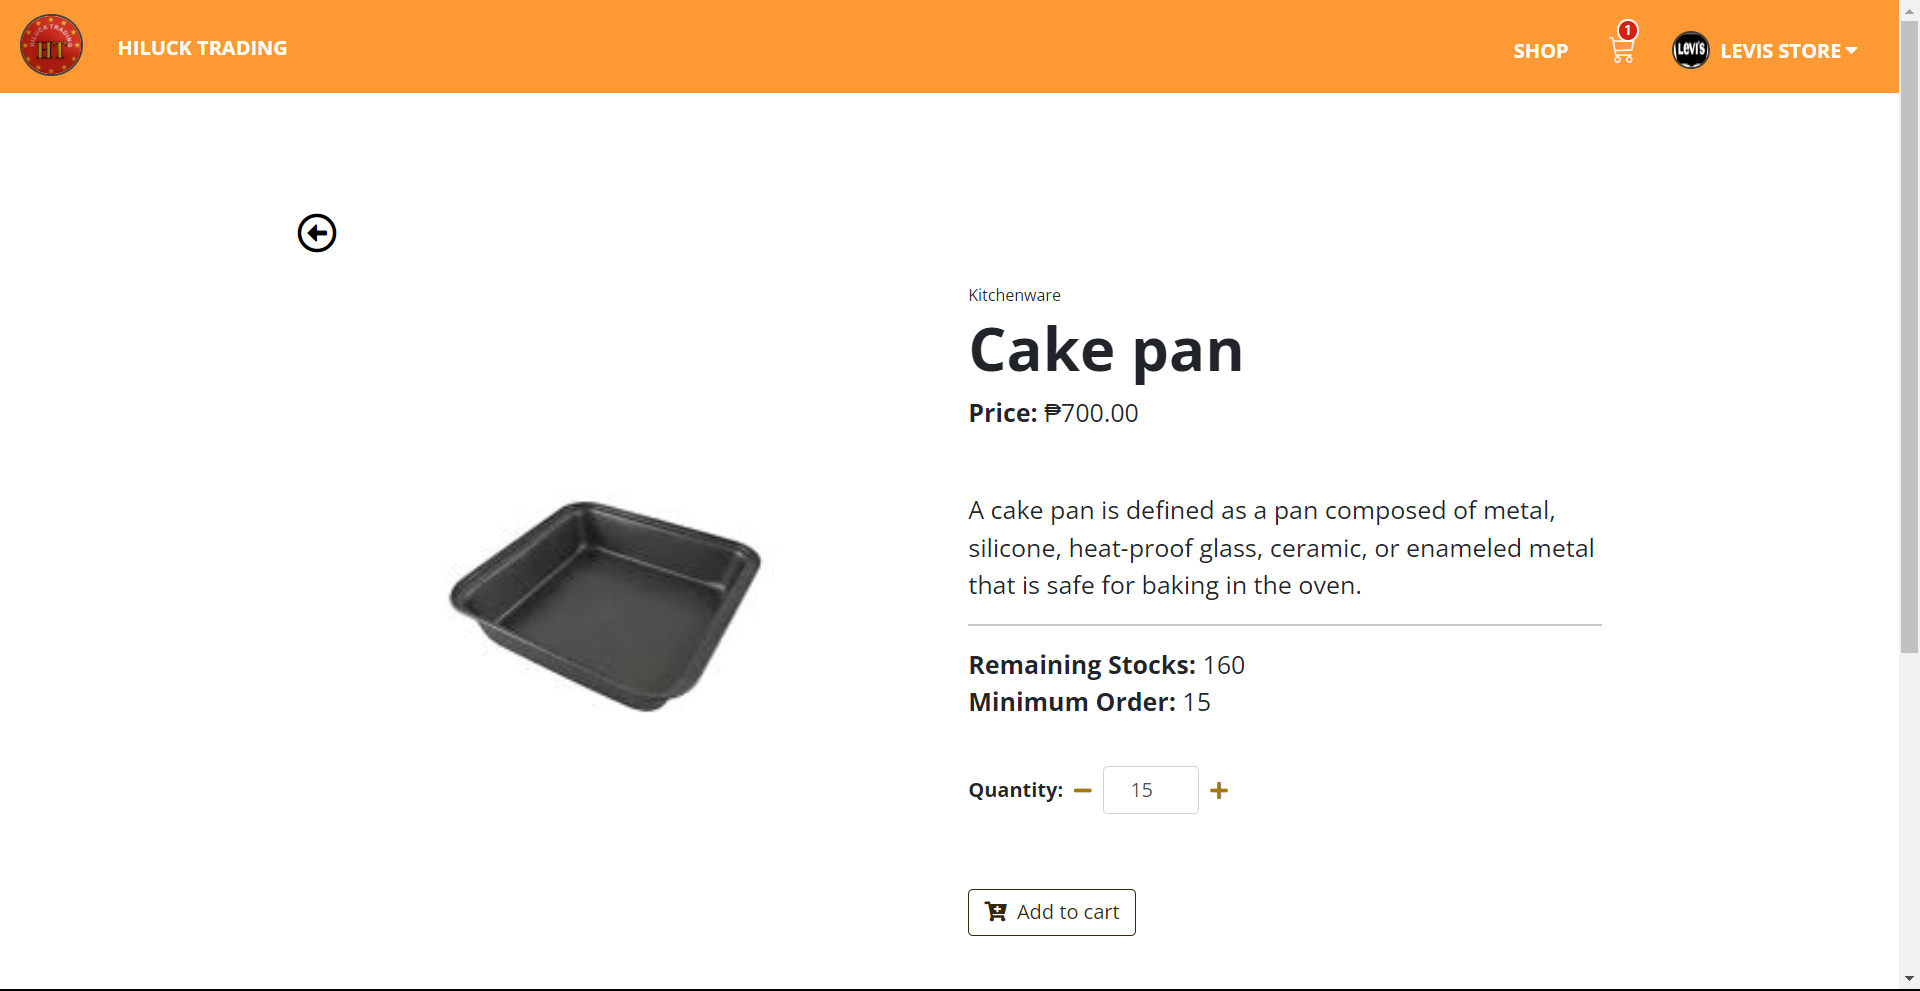 HILUCK TRADING
HT
HILUCK TRADING
SHOP
1
Levi's
LEVIS STORE
Kitchenware
Cake pan
Price: ₱700.00
A cake pan is defined as a pan composed of metal,
silicone, heat-proof glass, ceramic, or enameled metal
that is safe for baking in the oven.
Remaining Stocks: 160
Minimum Order: 15
Quantity: 15
Add to cart